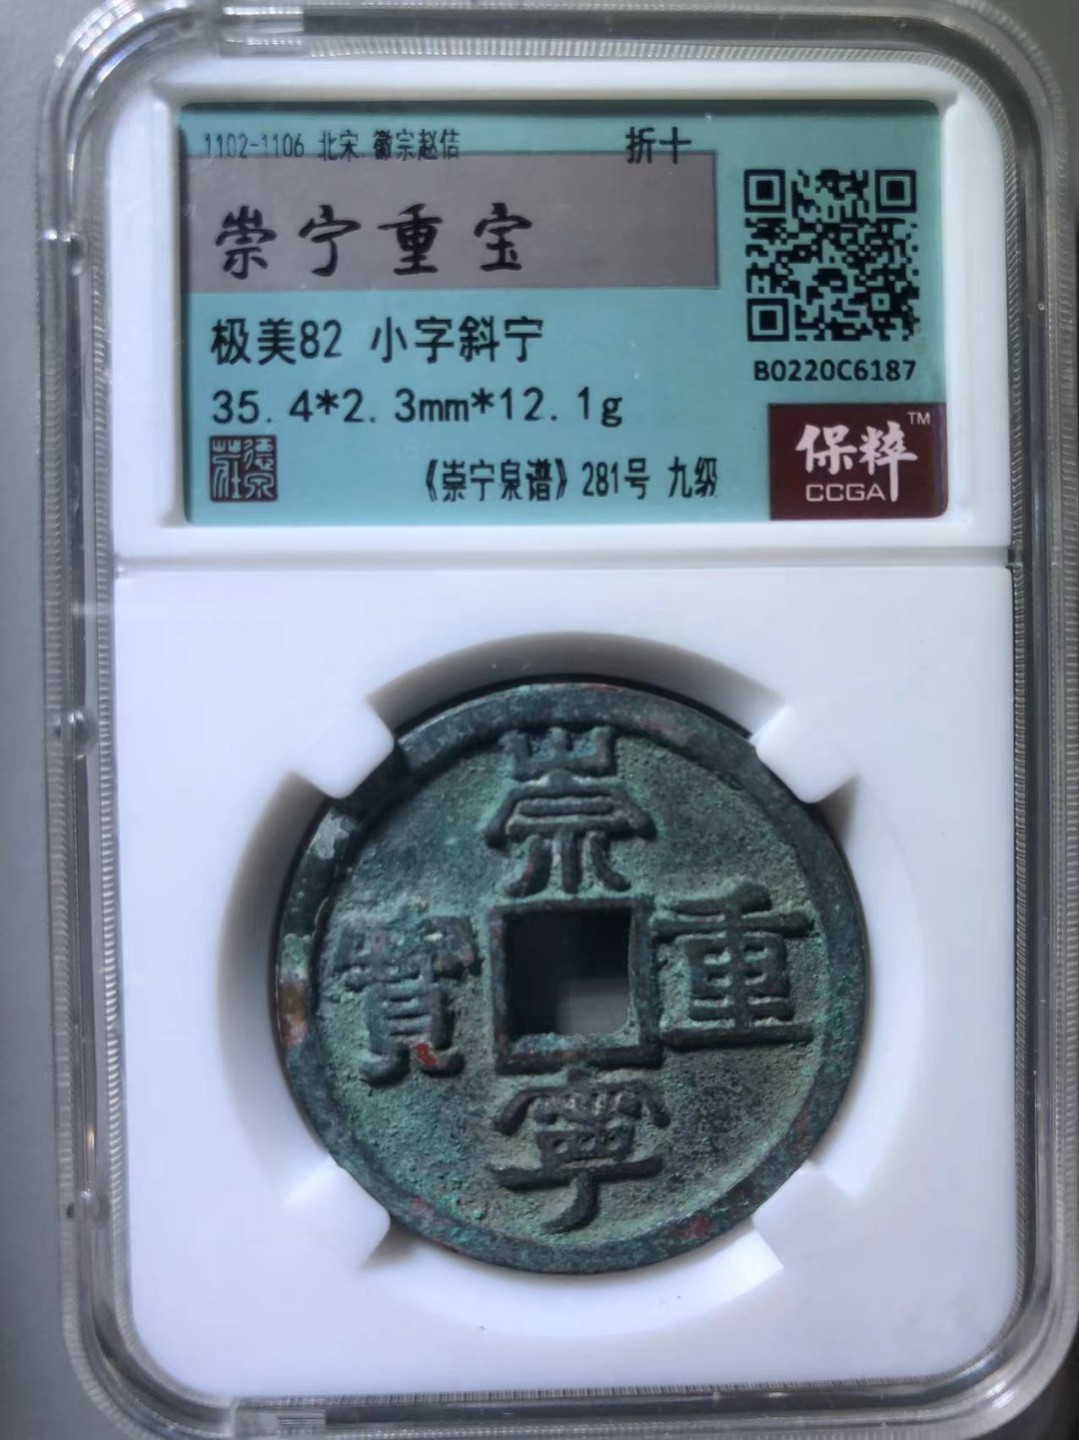 1102-1106 北宋 徽宗赵佶 折十
崇宁重宝
极美82 小字斜宁
35.4*2.3mm*12.1g
《崇宁泉谱》281号 九级
B0220C6187
保粹™
CCGA
崇
寶 重
寧